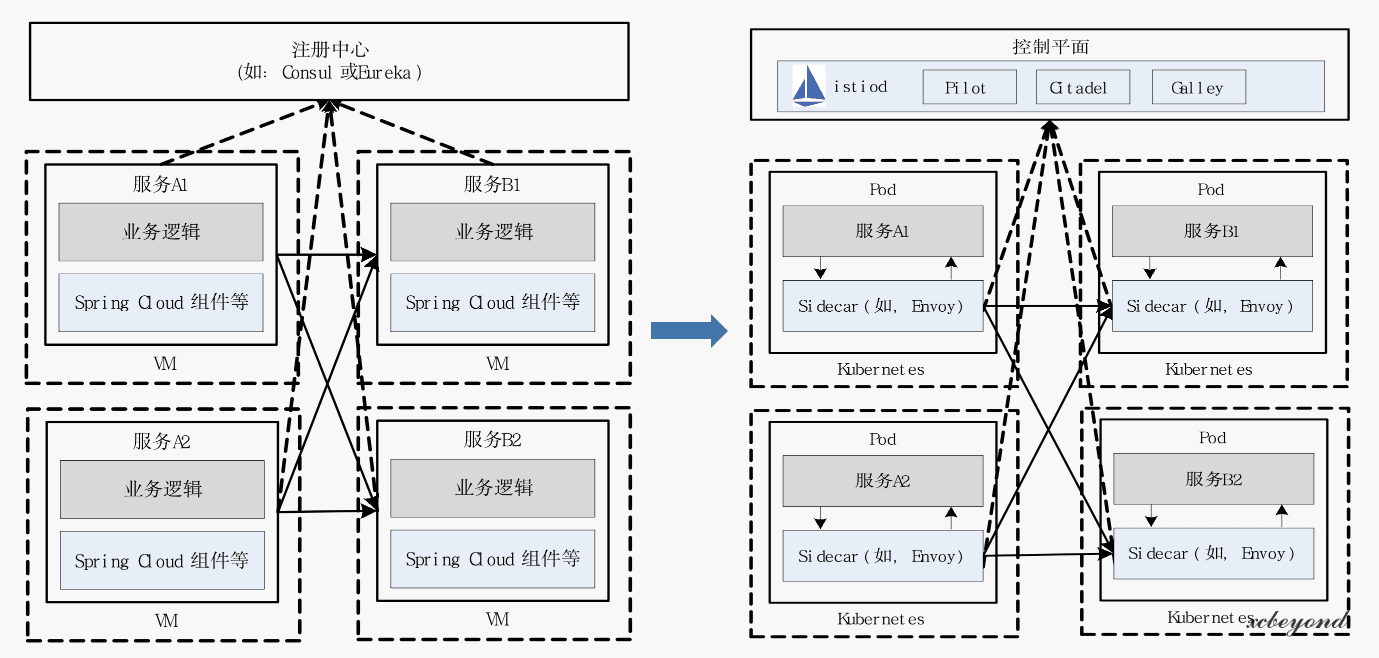 注册中心
(如：Consul 或Eureka)
服务A1
业务逻辑
Spring Cloud 组件等
VM
服务B1
业务逻辑
Spring Cloud 组件等
VM
服务A2
业务逻辑
Spring Cloud 组件等
VM
服务B2
业务逻辑
Spring Cloud 组件等
VM
控制平面
istiod
Pilot
Citadel
Galley
Pod
服务A1
Sidecar (如, Envoy)
Kubernetes
Pod
服务B1
Sidecar (如, Envoy)
Kubernetes
Pod
服务A2
Sidecar (如, Envoy)
Kubernetes
Pod
服务B2
Sidecar (如, Envoy)
Kubernetes
xcbeyond